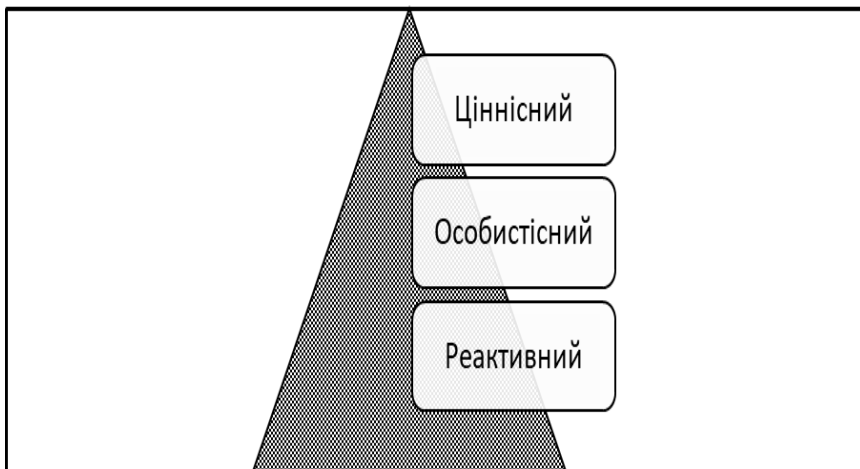 Ціннісний
Особистісний
Реактивний